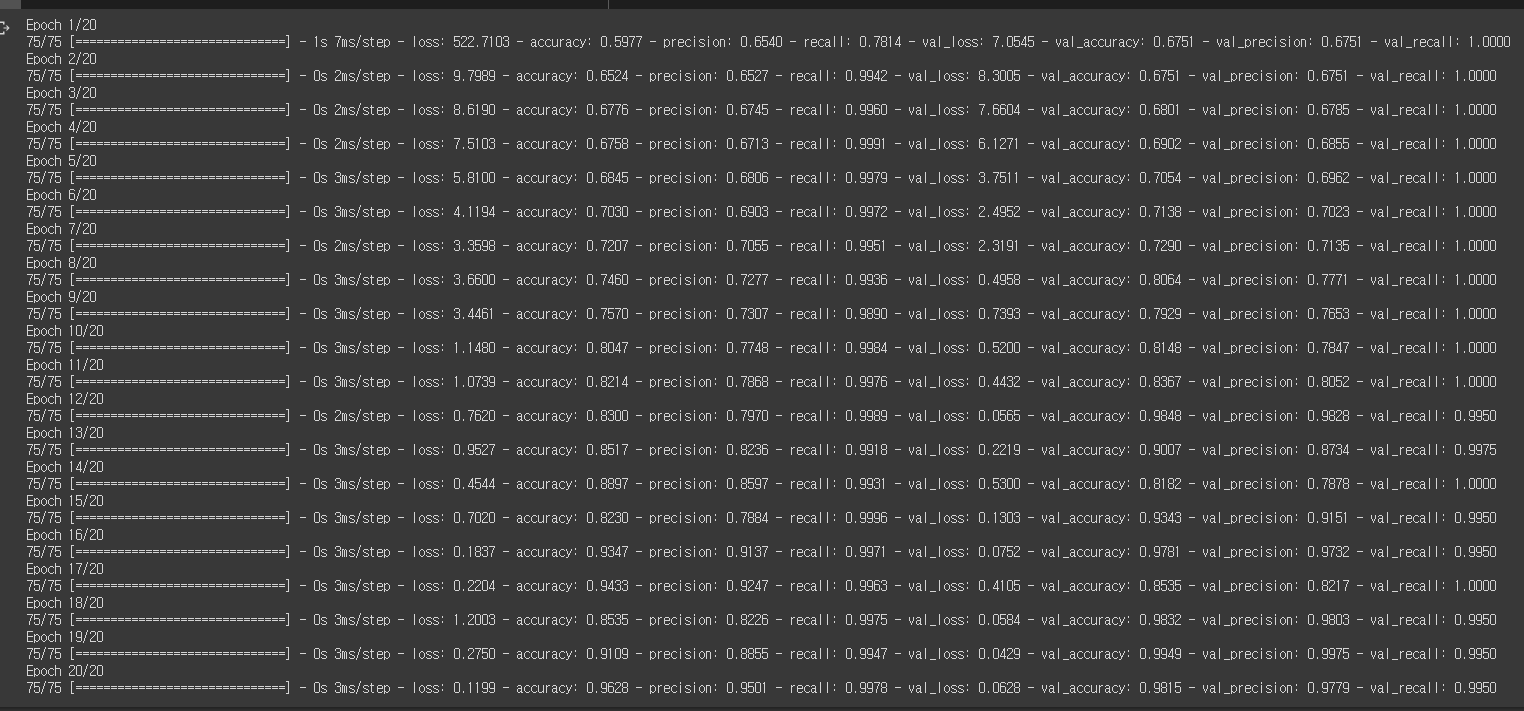 Epoch 1/20
75/75 [==============================] - 1s 7ms/step - loss: 522.7103 - accuracy: 0.5977 - precision: 0.6540 - recall: 0.7814 - val_loss: 7.0545 - val_accuracy: 0.6751 - val_precision: 0.6751 - val_recall: 1.0000
Epoch 2/20
75/75 [==============================] - 0s 2ms/step - loss: 9.7989 - accuracy: 0.6524 - precision: 0.6527 - recall: 0.9942 - val_loss: 8.3005 - val_accuracy: 0.6751 - val_precision: 0.6751 - val_recall: 1.0000
Epoch 3/20
75/75 [==============================] - 0s 2ms/step - loss: 8.6190 - accuracy: 0.6776 - precision: 0.6745 - recall: 0.9960 - val_loss: 7.6604 - val_accuracy: 0.6801 - val_precision: 0.6785 - val_recall: 1.0000
Epoch 4/20
75/75 [==============================] - 0s 2ms/step - loss: 7.5103 - accuracy: 0.6758 - precision: 0.6713 - recall: 0.9991 - val_loss: 6.1271 - val_accuracy: 0.6902 - val_precision: 0.6855 - val_recall: 1.0000
Epoch 5/20
75/75 [==============================] - 0s 3ms/step - loss: 5.8100 - accuracy: 0.6845 - precision: 0.6806 - recall: 0.9979 - val_loss: 3.7511 - val_accuracy: 0.7054 - val_precision: 0.6962 - val_recall: 1.0000
Epoch 6/20
75/75 [==============================] - 0s 3ms/step - loss: 4.1194 - accuracy: 0.7030 - precision: 0.6903 - recall: 0.9972 - val_loss: 2.4952 - val_accuracy: 0.7138 - val_precision: 0.7023 - val_recall: 1.0000
Epoch 7/20
75/75 [==============================] - 0s 2ms/step - loss: 3.3598 - accuracy: 0.7207 - precision: 0.7055 - recall: 0.9951 - val_loss: 2.3191 - val_accuracy: 0.7290 - val_precision: 0.7135 - val_recall: 1.0000
Epoch 8/20
75/75 [==============================] - 0s 3ms/step - loss: 3.6600 - accuracy: 0.7460 - precision: 0.7277 - recall: 0.9936 - val_loss: 0.4958 - val_accuracy: 0.8064 - val_precision: 0.7771 - val_recall: 1.0000
Epoch 9/20
75/75 [==============================] - 0s 3ms/step - loss: 3.4461 - accuracy: 0.7570 - precision: 0.7307 - recall: 0.9890 - val_loss: 0.7393 - val_accuracy: 0.7929 - val_precision: 0.7653 - val_recall: 1.0000
Epoch 10/20
75/75 [==============================] - 0s 3ms/step - loss: 1.1480 - accuracy: 0.8047 - precision: 0.7748 - recall: 0.9984 - val_loss: 0.5200 - val_accuracy: 0.8148 - val_precision: 0.7847 - val_recall: 1.0000
Epoch 11/20
75/75 [==============================] - 0s 3ms/step - loss: 1.0739 - accuracy: 0.8214 - precision: 0.7868 - recall: 0.9976 - val_loss: 0.4432 - val_accuracy: 0.8367 - val_precision: 0.8052 - val_recall: 1.0000
Epoch 12/20
75/75 [==============================] - 0s 2ms/step - loss: 0.7620 - accuracy: 0.8300 - precision: 0.7970 - recall: 0.9989 - val_loss: 0.0565 - val_accuracy: 0.9848 - val_precision: 0.9828 - val_recall: 0.9950
Epoch 13/20
75/75 [==============================] - 0s 3ms/step - loss: 0.9527 - accuracy: 0.8517 - precision: 0.8236 - recall: 0.9918 - val_loss: 0.2219 - val_accuracy: 0.9007 - val_precision: 0.8734 - val_recall: 0.9975
Epoch 14/20
75/75 [==============================] - 0s 3ms/step - loss: 0.4544 - accuracy: 0.8897 - precision: 0.8597 - recall: 0.9931 - val_loss: 0.5300 - val_accuracy: 0.8182 - val_precision: 0.7878 - val_recall: 1.0000
Epoch 15/20
75/75 [==============================] - 0s 3ms/step - loss: 0.7020 - accuracy: 0.8230 - precision: 0.7884 - recall: 0.9996 - val_loss: 0.1303 - val_accuracy: 0.9343 - val_precision: 0.9151 - val_recall: 0.9950
Epoch 16/20
75/75 [==============================] - 0s 3ms/step - loss: 0.1837 - accuracy: 0.9347 - precision: 0.9137 - recall: 0.9971 - val_loss: 0.0752 - val_accuracy: 0.9781 - val_precision: 0.9732 - val_recall: 0.9950
Epoch 17/20
75/75 [==============================] - 0s 3ms/step - loss: 0.2204 - accuracy: 0.9433 - precision: 0.9247 - recall: 0.9963 - val_loss: 0.4105 - val_accuracy: 0.8535 - val_precision: 0.8217 - val_recall: 1.0000
Epoch 18/20
75/75 [==============================] - 0s 3ms/step - loss: 1.2003 - accuracy: 0.8535 - precision: 0.8226 - recall: 0.9975 - val_loss: 0.0584 - val_accuracy: 0.9832 - val_precision: 0.9803 - val_recall: 0.9950
Epoch 19/20
75/75 [==============================] - 0s 3ms/step - loss: 0.2750 - accuracy: 0.9109 - precision: 0.8855 - recall: 0.9947 - val_loss: 0.0429 - val_accuracy: 0.9949 - val_precision: 0.9975 - val_recall: 0.9950
Epoch 20/20
75/75 [==============================] - 0s 3ms/step - loss: 0.1199 - accuracy: 0.9628 - precision: 0.9501 - recall: 0.9978 - val_loss: 0.0628 - val_accuracy: 0.9815 - val_precision: 0.9779 - val_recall: 0.9950